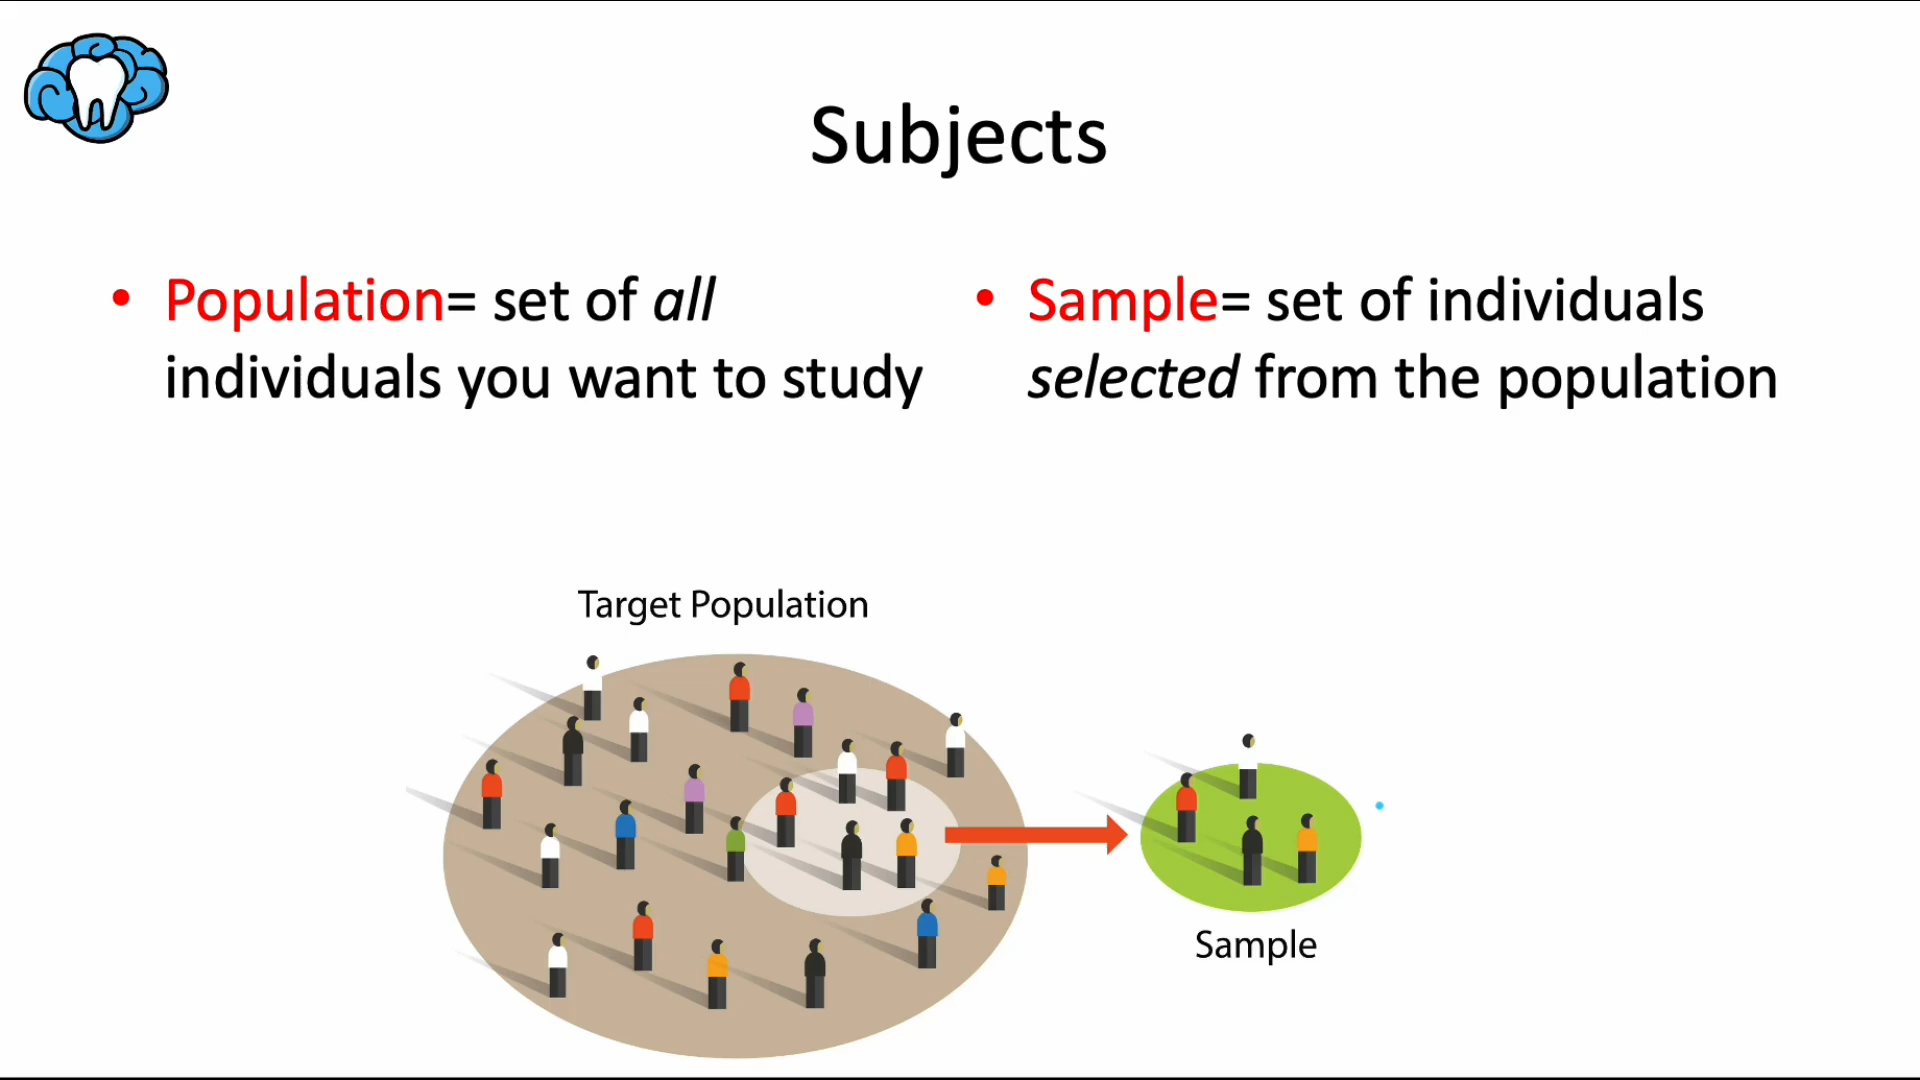 Subjects
• Population= set of all
individuals you want to study
• Sample= set of individuals
selected from the population
Target Population
Sample